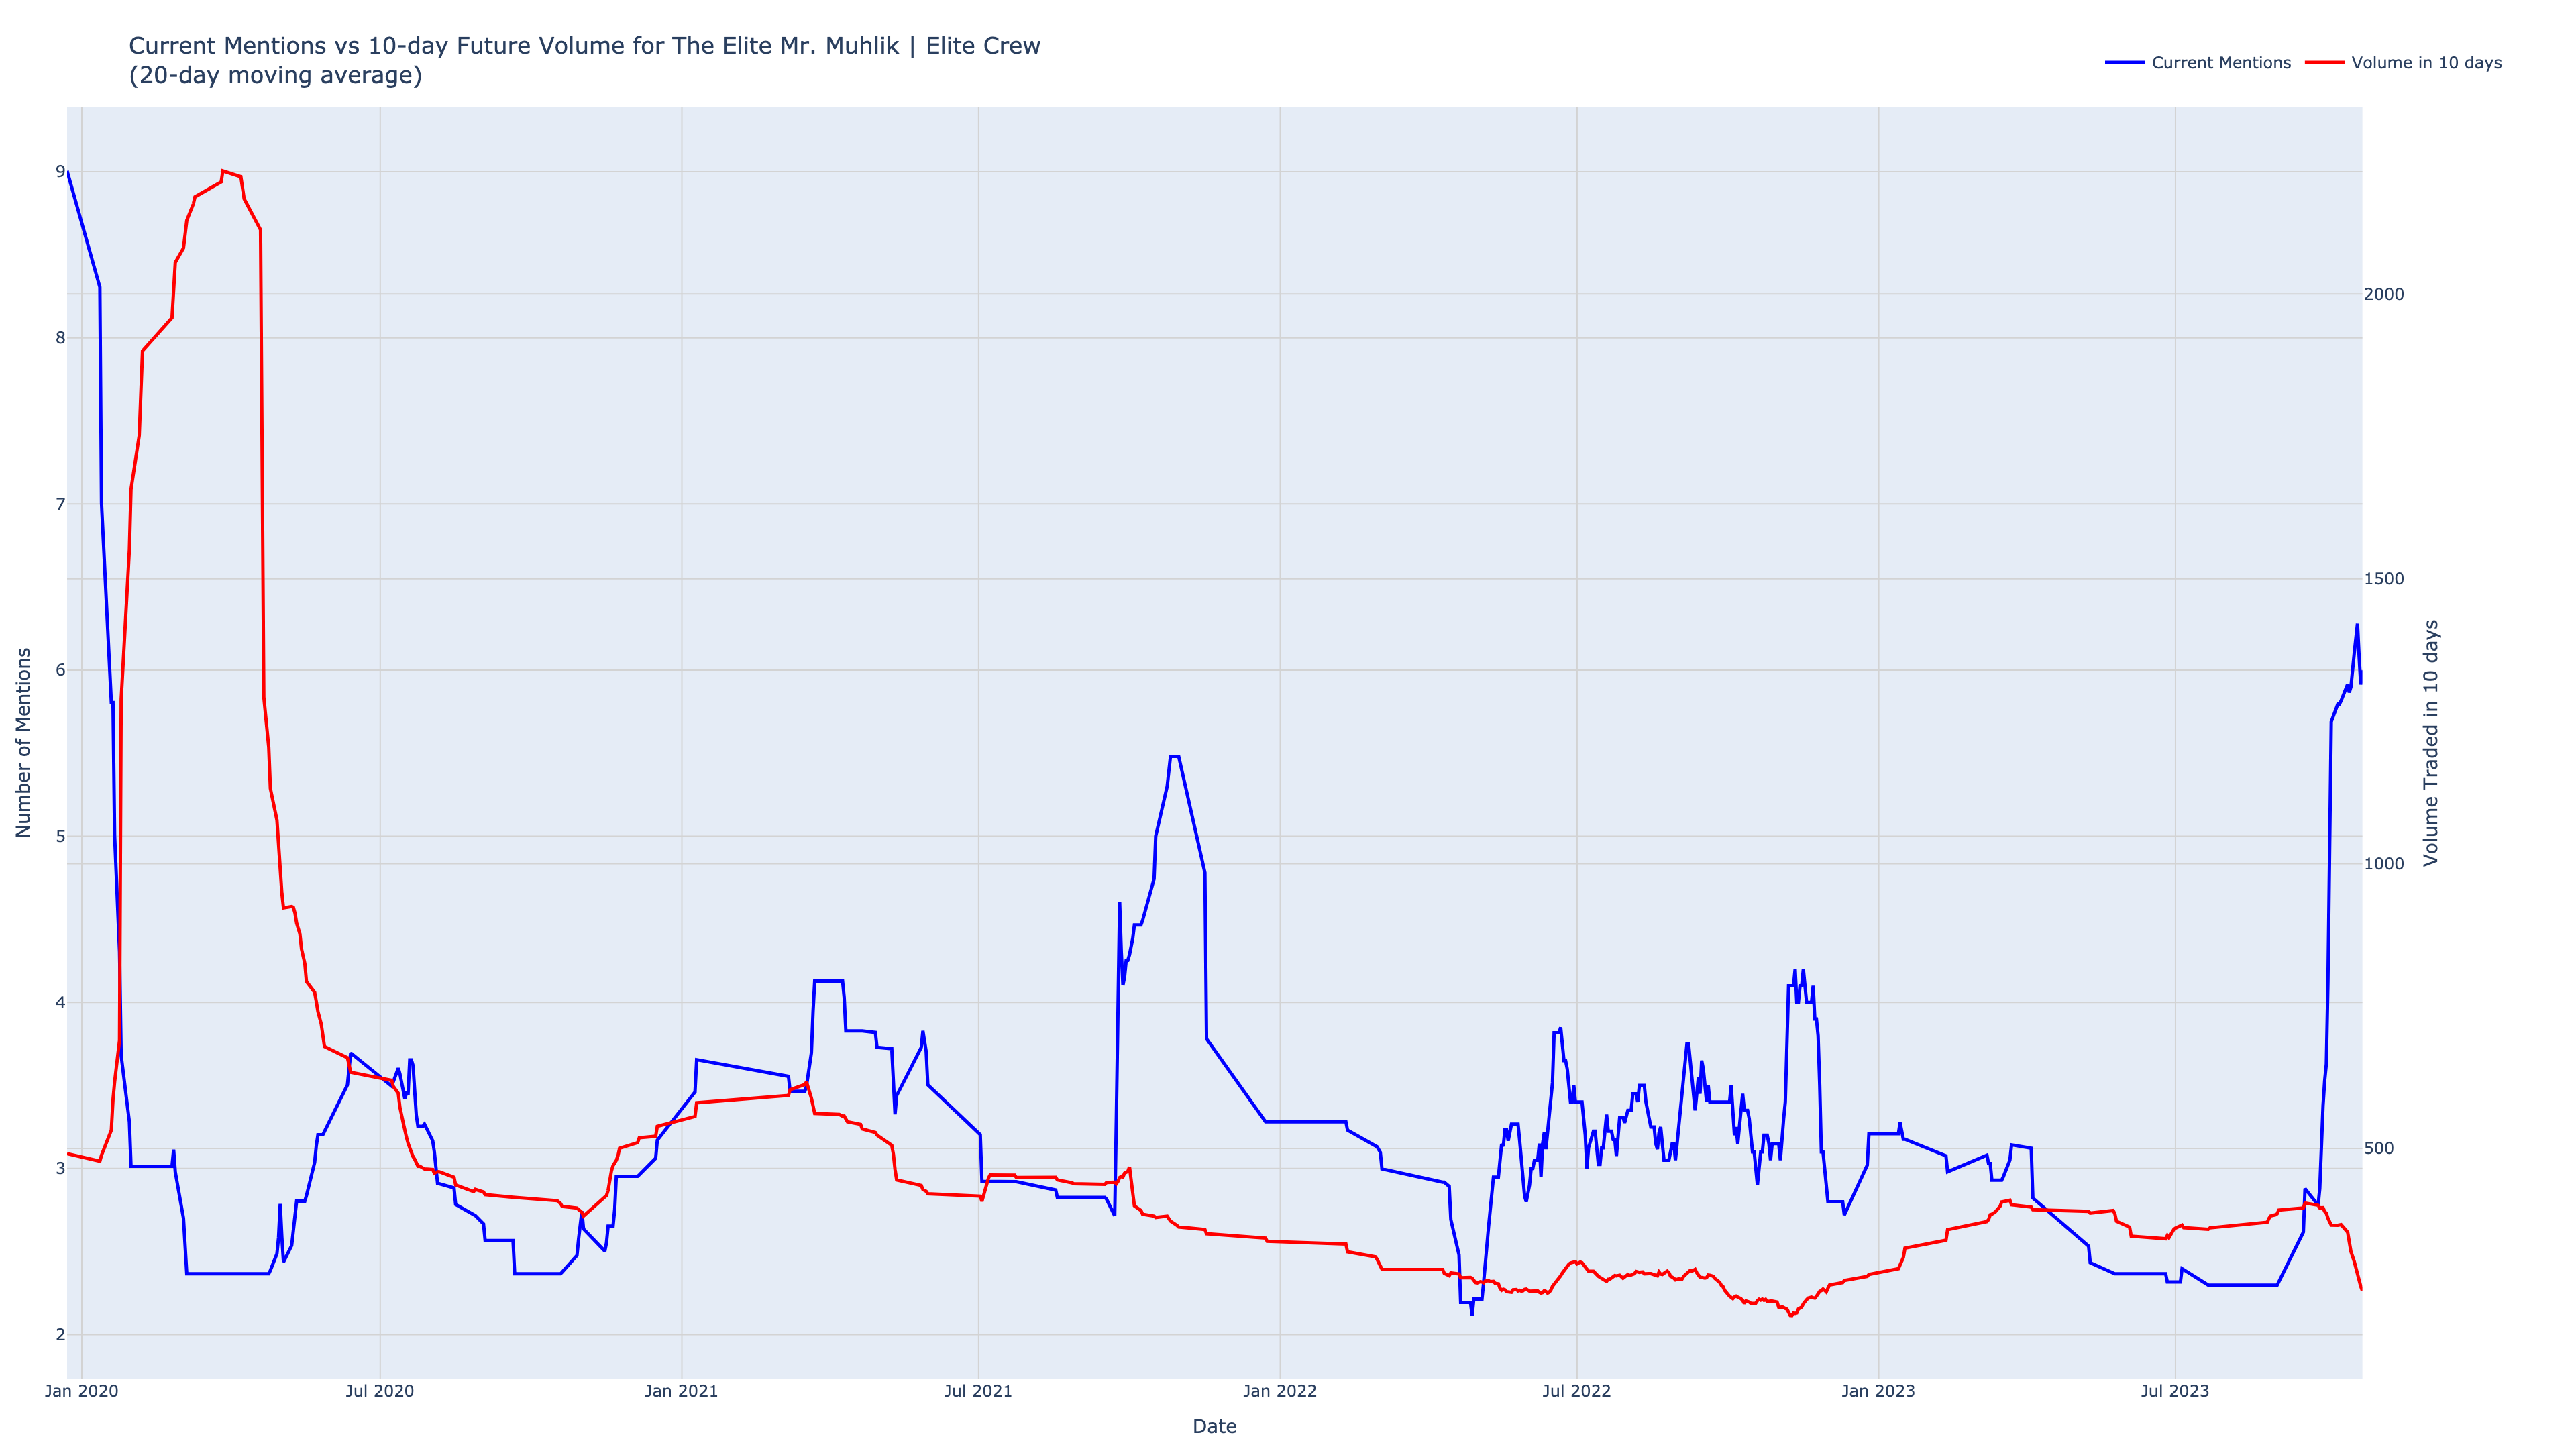 Current Mentions vs 10-day Future Volume for The Elite Mr. Muhlik | Elite Crew
(20-day moving average)
Current Mentions
Volume in 10 days
9
8
7
6
5
4
3
2
Number of Mentions
2000
1500
1000
500
Volume Traded in 10 days
Jan 2020
Jul 2020
Jan 2021
Jul 2021
Jan 2022
Jul 2022
Jan 2023
Jul 2023
Date